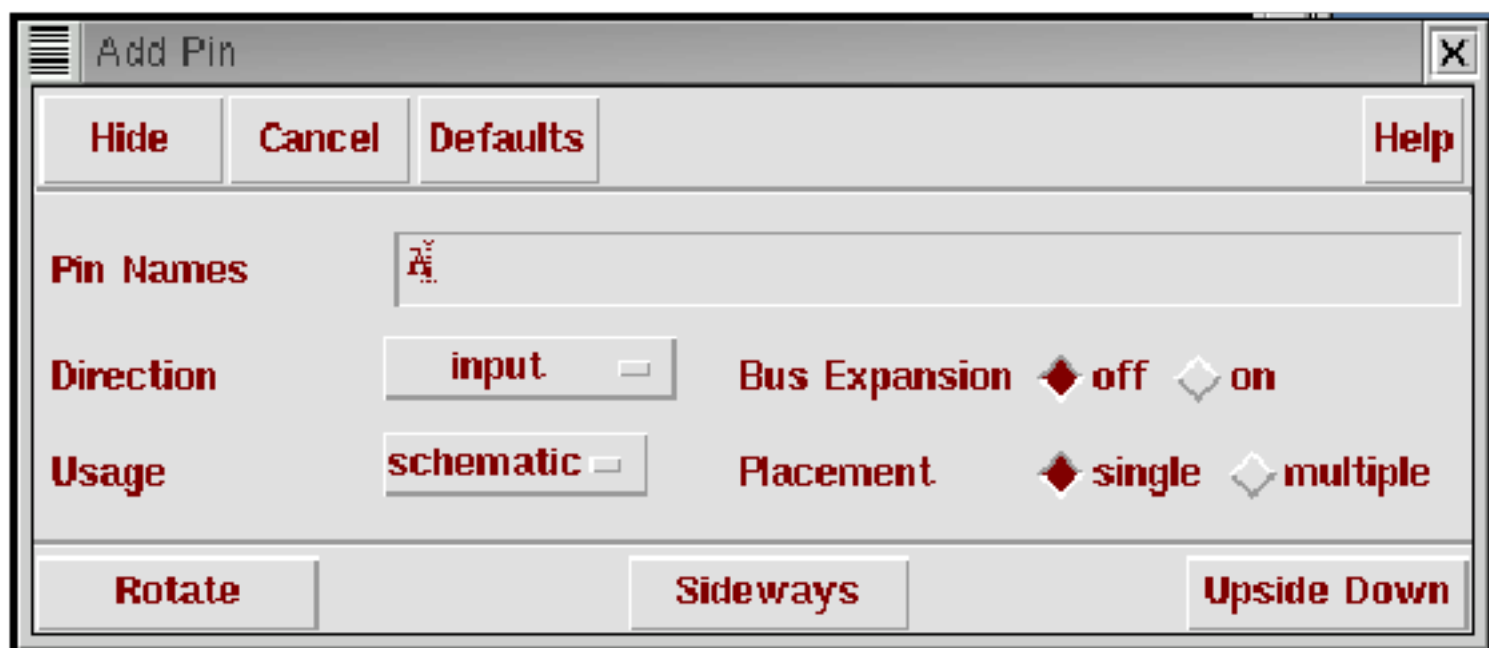 Add Pin X
Hide Cancel Defaults Help
Pin Names A
Direction input Bus Expansion off on
Usage schematic Placement single multiple
Rotate Sideways Upside Down